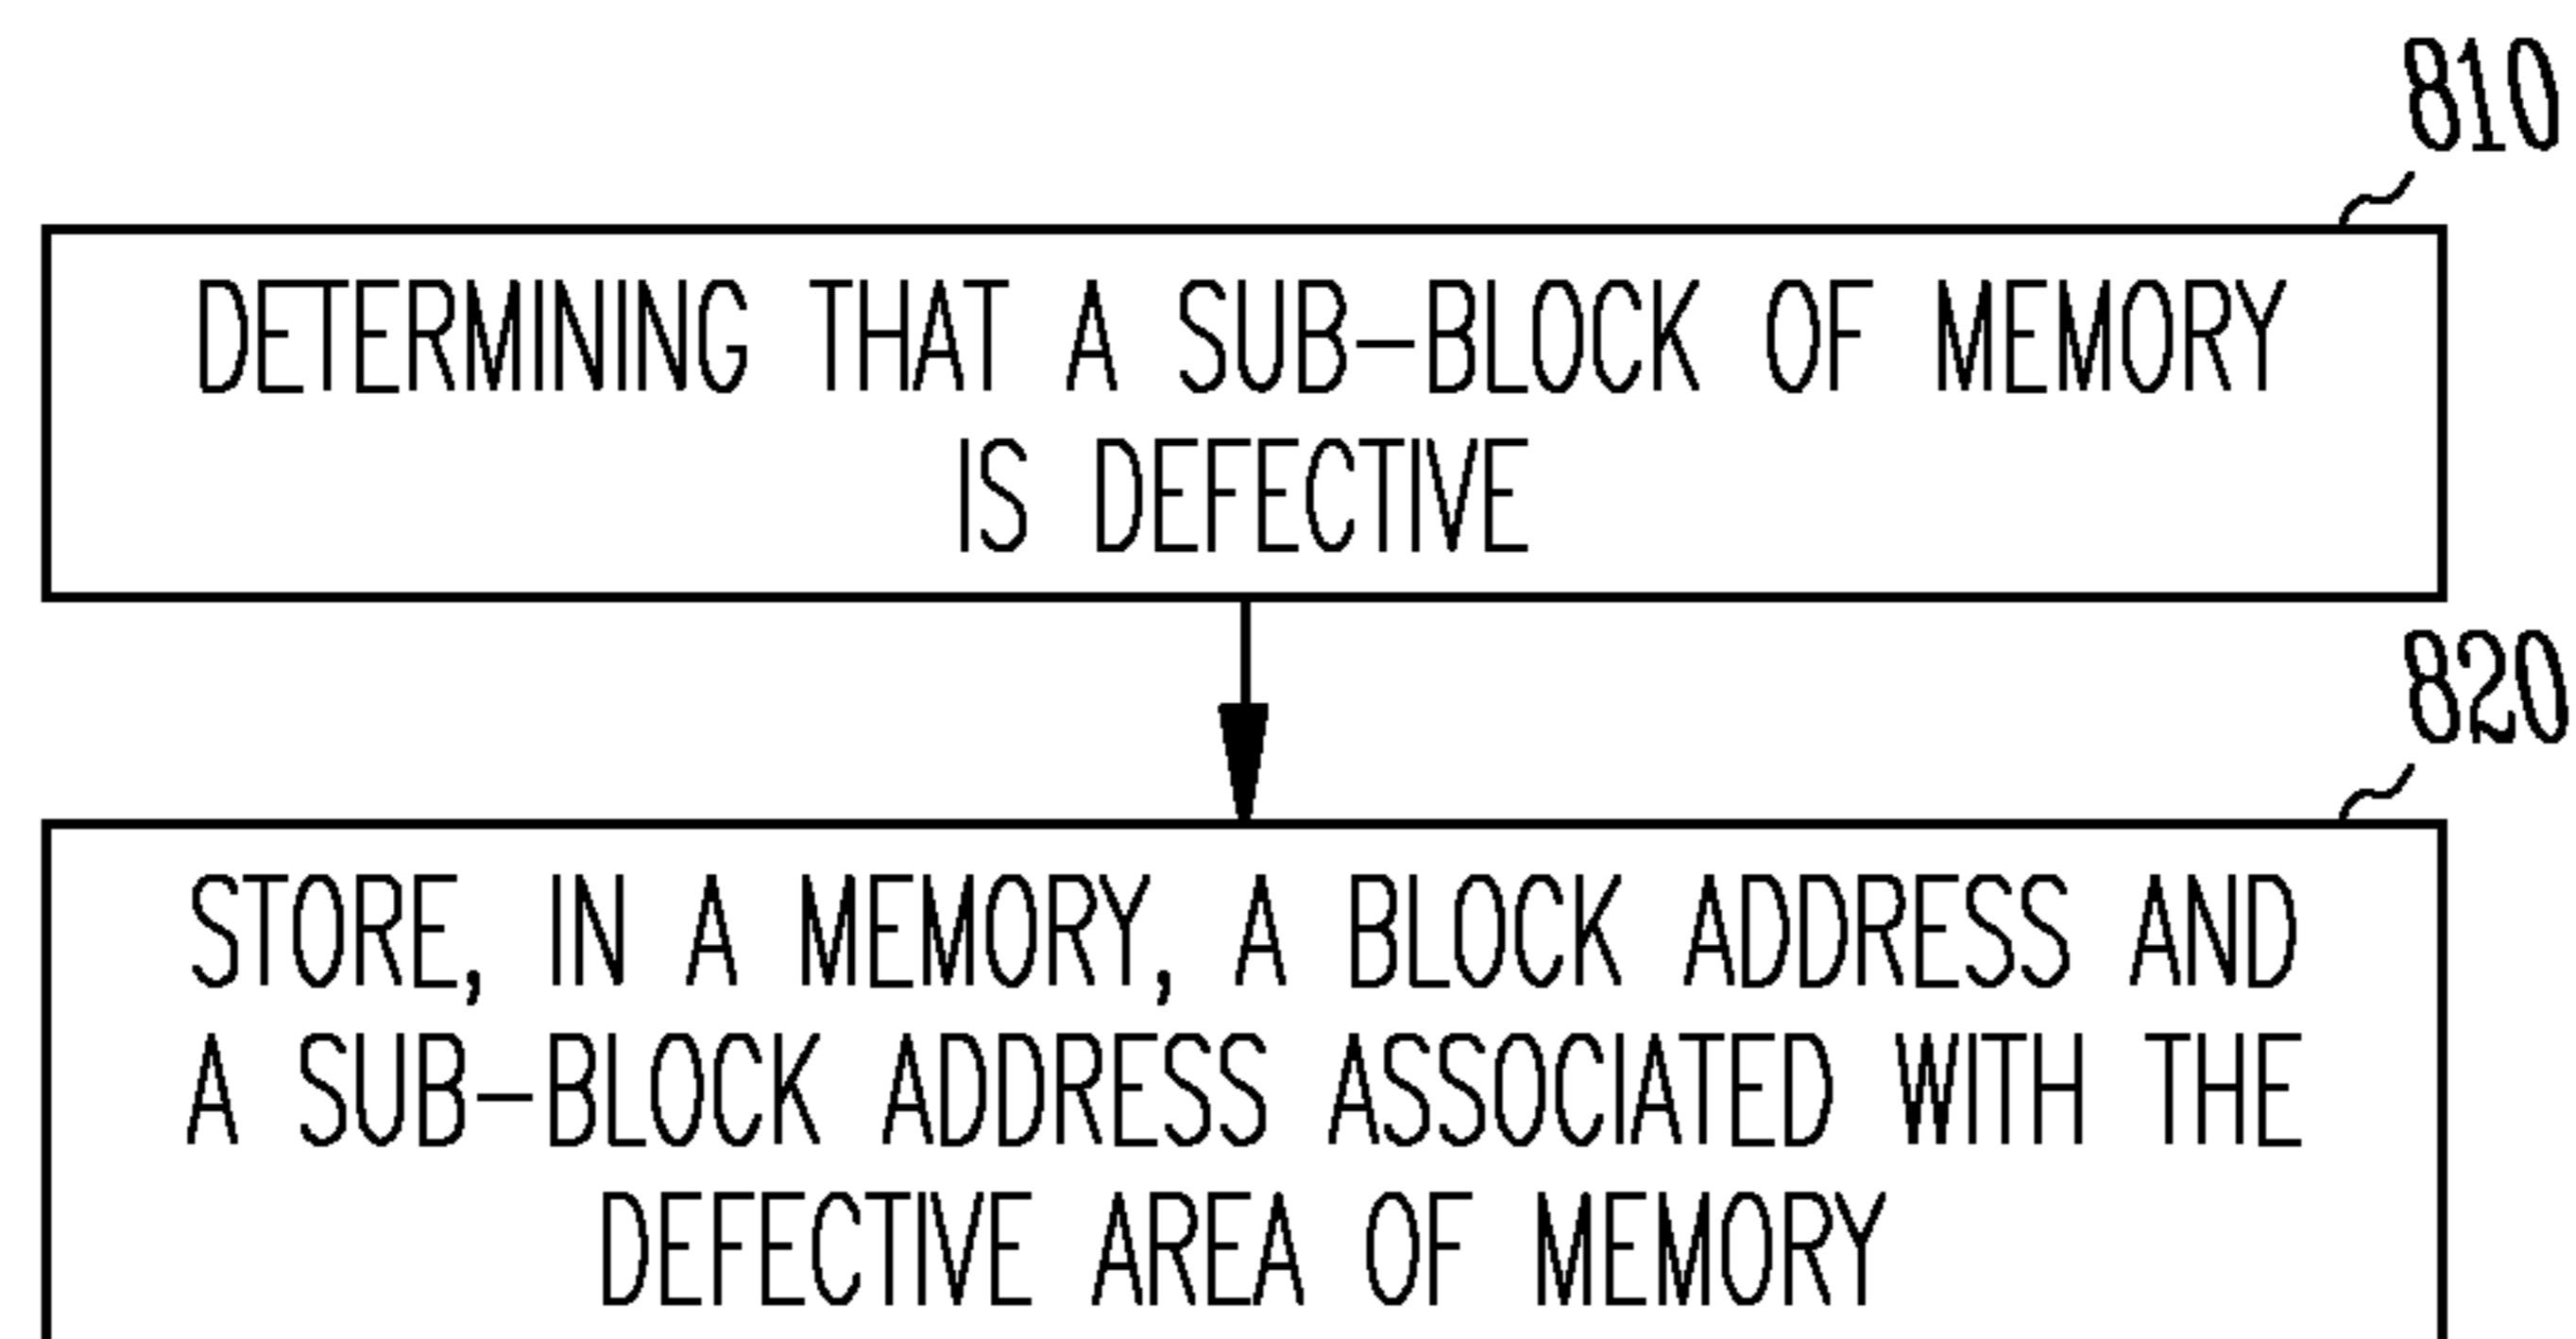 810
DETERMINING THAT A SUB-BLOCK OF MEMORY
IS DEFECTIVE
820
STORE, IN A MEMORY, A BLOCK ADDRESS AND
A SUB-BLOCK ADDRESS ASSOCIATED WITH THE
DEFECTIVE AREA OF MEMORY